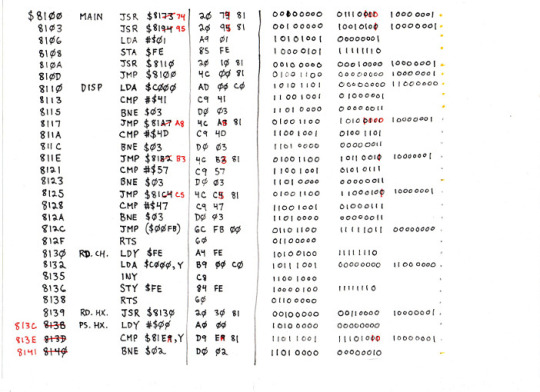 $81ØØ MAIN JSR $8173 74 2Ø 74 81 00100000 01110100 10000001
81Ø3 JSR $8194 95 2Ø 95 81 00100000 10010101 10000001
81Ø6 LDA #$Ø1 A9 Ø1 10101001 00000001
81Ø8 STA $FE 85 FE 10000101 11111110
81ØA JSR $811Ø 2Ø 1Ø 81 00100000 00010000 10000001
81ØD JMP $81ØØ 4C ØØ 81 01001100 00000000 10000001
811Ø DISP LDA $CØØØ AD ØØ CØ 10101101 00000000 11000000
8113 CMP #$41 C9 41 11001001 01000001
8115 BNE $Ø3 DØ Ø3 11010000 00000011
8117 JMP $81A7 A8 4C A8 81 01001100 10101000 10000001
811A CMP #$4D C9 4D 11001001 01001101
811C BNE $Ø3 DØ Ø3 11010000 00000011
811E JMP $81B2 B3 4C B3 81 01001100 10110011 10000001
8121 CMP #$57 C9 57 11001001 01010111
8123 BNE $Ø3 DØ Ø3 11010000 00000011
8125 JMP $81C4 C5 4C C5 81 01001100 11000101 10000001
8128 CMP #$47 C9 47 11001001 01000111
812A BNE $Ø3 DØ Ø3 11010000 00000011
812C JMP ($ØØFB) 6C FB ØØ 01101100 11111011 00000000
812F RTS 6Ø 01100000
813Ø RD.CH. LDY $FE A4 FE 10100100 11111110
8132 LDA $CØØØ,Y B9 ØØ CØ 10111001 00000000 11000000
8135 INY C8 11001000
8136 STY $FE 84 FE 10000100 11111110
8138 RTS 6Ø 01100000
8139 RD.HX. JSR $813Ø 2Ø 3Ø 81 00100000 00110000 10000001
813C 813B PS.HX. LDY #$ØØ AØ ØØ 10100000 00000000
813E 813D CMP $81E,Y D9 81 11011001 10000001
8141 814Ø BNE $Ø2 DØ Ø2 11010000 00000010